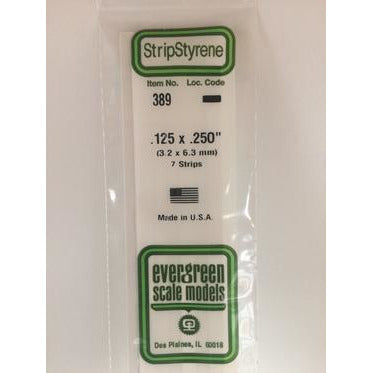 StripStyrene
Item No. Loc. Code
389
.125 x .250"
(3.2 x 6.3 mm)
7 Strips
Made in U.S.A.
evergreen
scale models
Des Plaines, IL 60018